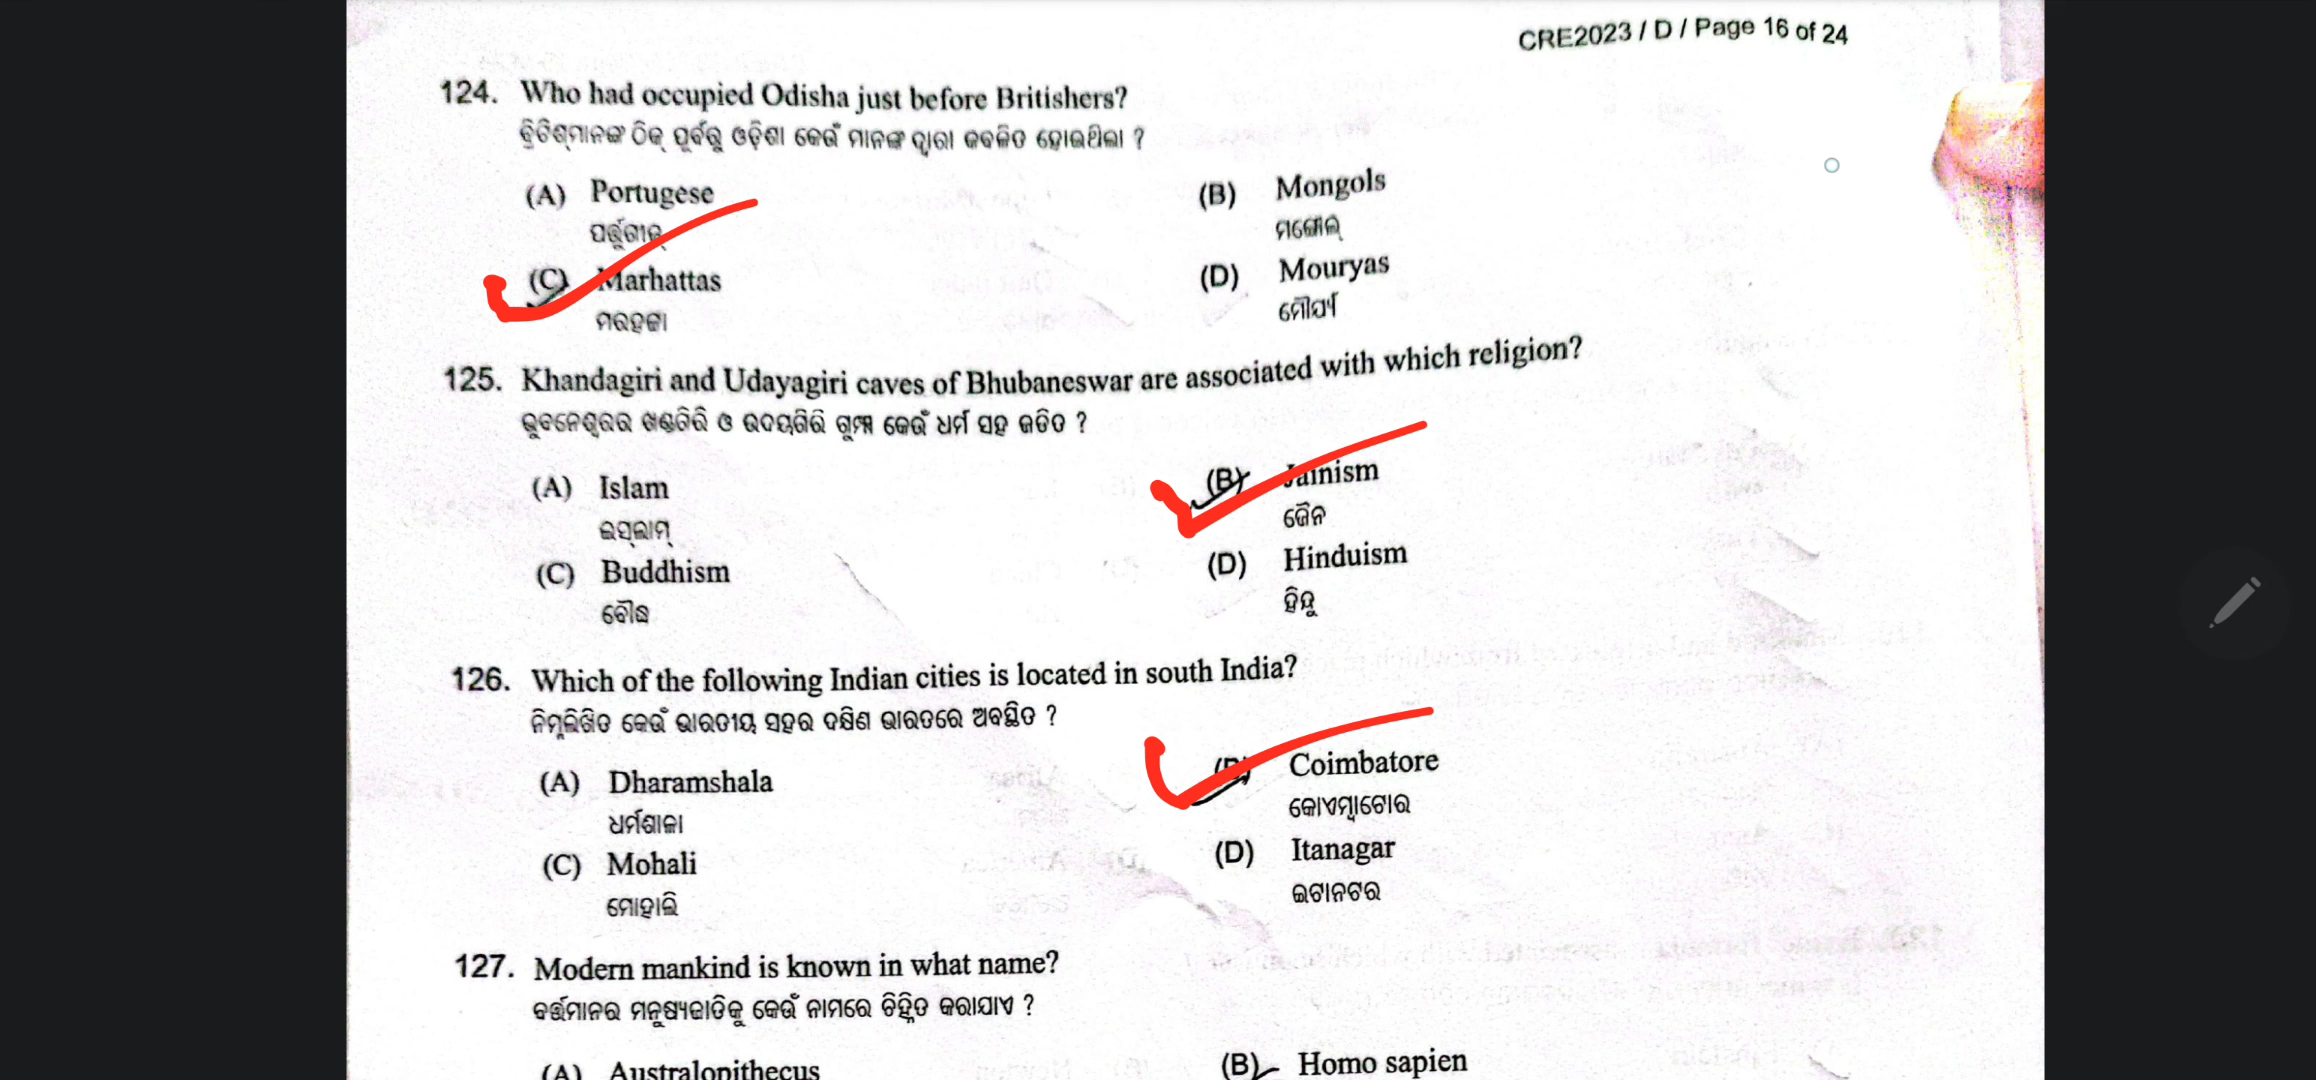 CRE2023 / D / Page 16 of 24
124. Who had occupied Odisha just before Britishers?
ବ୍ରିଟିଶ୍‌ମାନଙ୍କ ଠିକ୍ ପୂର୍ବରୁ ଓଡ଼ିଶା କେଉଁ ମାନଙ୍କ ଦ୍ୱାରା କବଳିତ ହୋଇଥିଲା ?
(A) Portugese
ପର୍ତ୍ତୁଗୀଜ୍
(B) Mongols
ମଙ୍ଗୋଲ୍
(C) Marhattas
ମରହଟ୍ଟା
(D) Mouryas
ମୌର୍ଯ୍ୟ
125. Khandagiri and Udayagiri caves of Bhubaneswar are associated with which religion?
ଭୁବନେଶ୍ୱରର ଖଣ୍ଡଗିରି ଓ ଉଦୟଗିରି ଗୁମ୍ଫା କେଉଁ ଧର୍ମ ସହ ଜଡିତ ?
(A) Islam
ଇସ୍‌ଲାମ୍
(B) Jainism
ଜୈନ
(C) Buddhism
ବୌଦ୍ଧ
(D) Hinduism
ହିନ୍ଦୁ
126. Which of the following Indian cities is located in south India?
ନିମ୍ନଲିଖିତ କେଉଁ ଭାରତୀୟ ସହର ଦକ୍ଷିଣ ଭାରତରେ ଅବସ୍ଥିତ ?
(A) Dharamshala
ଧର୍ମଶାଳା
(B) Coimbatore
କୋଏମ୍ବାଟୋର
(C) Mohali
ମୋହାଲି
(D) Itanagar
ଇଟାନଟର
127. Modern mankind is known in what name?
ବର୍ତ୍ତମାନର ମନୁଷ୍ୟଜାତିକୁ କେଉଁ ନାମରେ ଚିହ୍ନିତ କରାଯାଏ ?
(A) Australopithecus
(B) Homo sapien